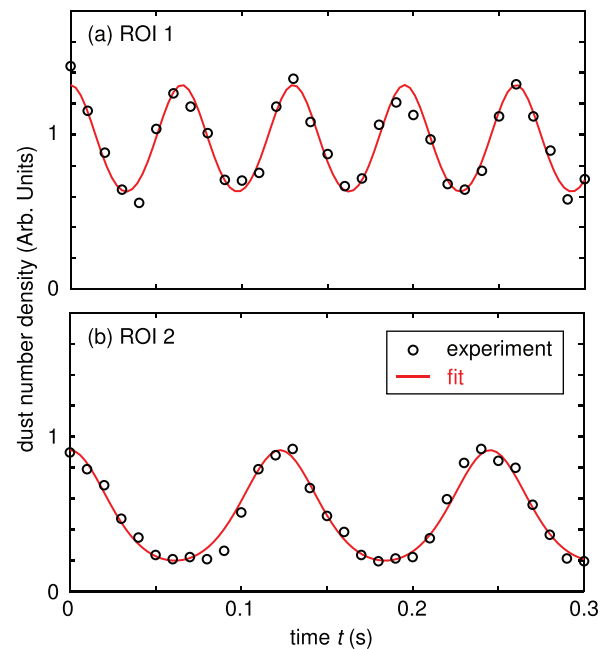 (a) ROI 1
1
0
dust number density (Arb. Units)
(b) ROI 2
experiment
fit
1
0
0
0.1
0.2
0.3
time t (s)